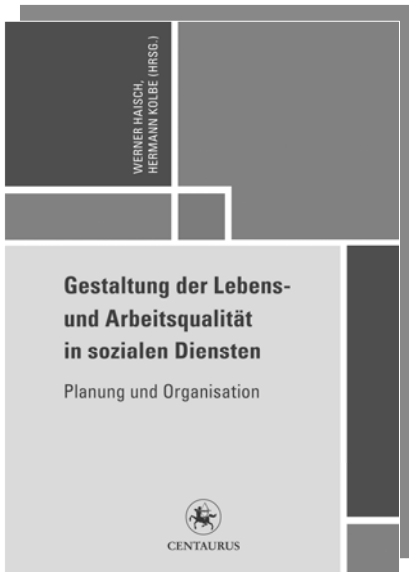 WERNER HAISCH,
HERMANN KOLBE (HRSG.)
Gestaltung der Lebens-
und Arbeitsqualität
in sozialen Diensten
Planung und Organisation
CENTAURUS